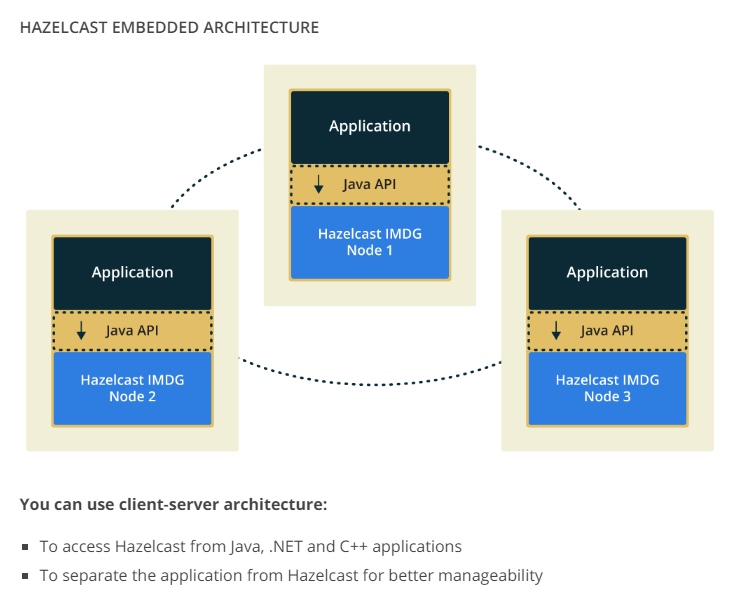 HAZELCAST EMBEDDED ARCHITECTURE
Application
Java API
Hazelcast IMDG
Node 1
Application
Java API
Hazelcast IMDG
Node 2
Application
Java API
Hazelcast IMDG
Node 3
You can use client-server architecture:
To access Hazelcast from Java, .NET and C++ applications
To separate the application from Hazelcast for better manageability